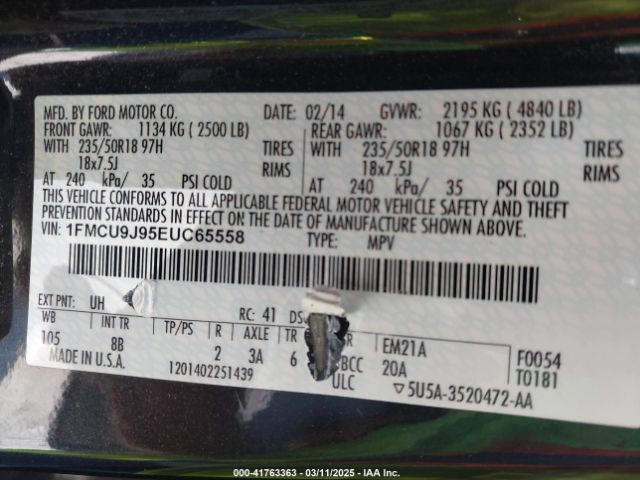 MFD. BY FORD MOTOR CO. DATE: 02/14 GVWR: 2195 KG ( 4840 LB)
FRONT GAWR: 1134 KG ( 2500 LB) REAR GAWR: 1067 KG ( 2352 LB)
WITH 235/50R18 97H TIRES WITH 235/50R18 97H TIRES
18x7.5J RIMS 18x7.5J RIMS
AT 240 kPa/ 35 PSI COLD AT 240 kPa/ 35 PSI COLD
THIS VEHICLE CONFORMS TO ALL APPLICABLE FEDERAL MOTOR VEHICLE SAFETY AND THEFT
PREVENTION STANDARDS IN EFFECT ON THE DATE OF MANUFACTURE SHOWN ABOVE.
VIN: 1FMCU9J95EUC65558 TYPE: MPV
EXT PNT: UH RC: 41
WB INT TR TP/PS R AXLE TR
105 8B 2 3A 6 EM21A F0054
20A T0181
MADE IN U.S.A. 1201402251439 ULC ▽5U5A-3520472-AA
000-41763363 - 03/11/2025 - IAA Inc.